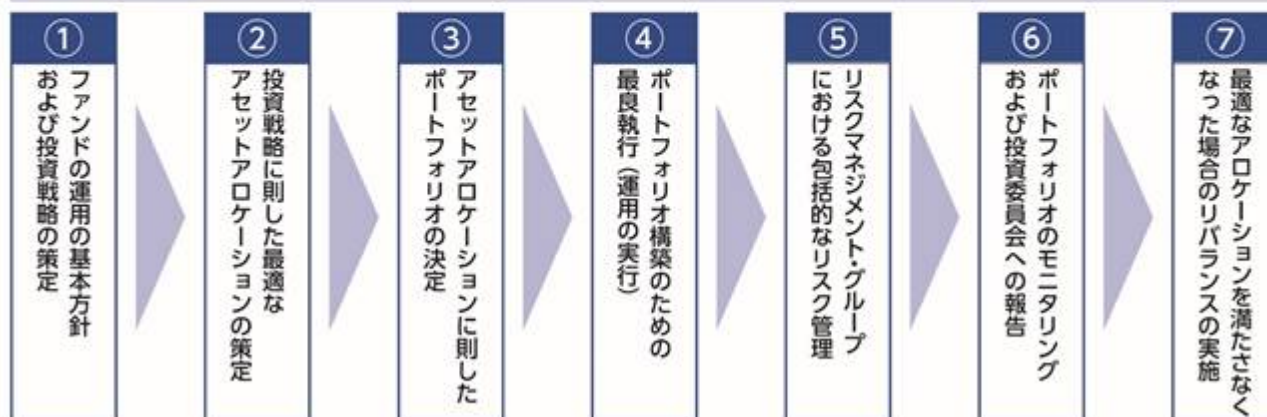 ①
ファンドの運用の基本方針
および投資戦略の策定
②
投資戦略に則した最適な
アセットアロケーションの策定
③
アセットアロケーションに則した
ポートフォリオの決定
④
ポートフォリオ構築のための
最良執行（運用の実行）
⑤
リスクマネジメント・グループ
における包括的なリスク管理
⑥
ポートフォリオのモニタリング
および投資委員会への報告
⑦
最適なアロケーションを満たさなく
なった場合のリバランスの実施